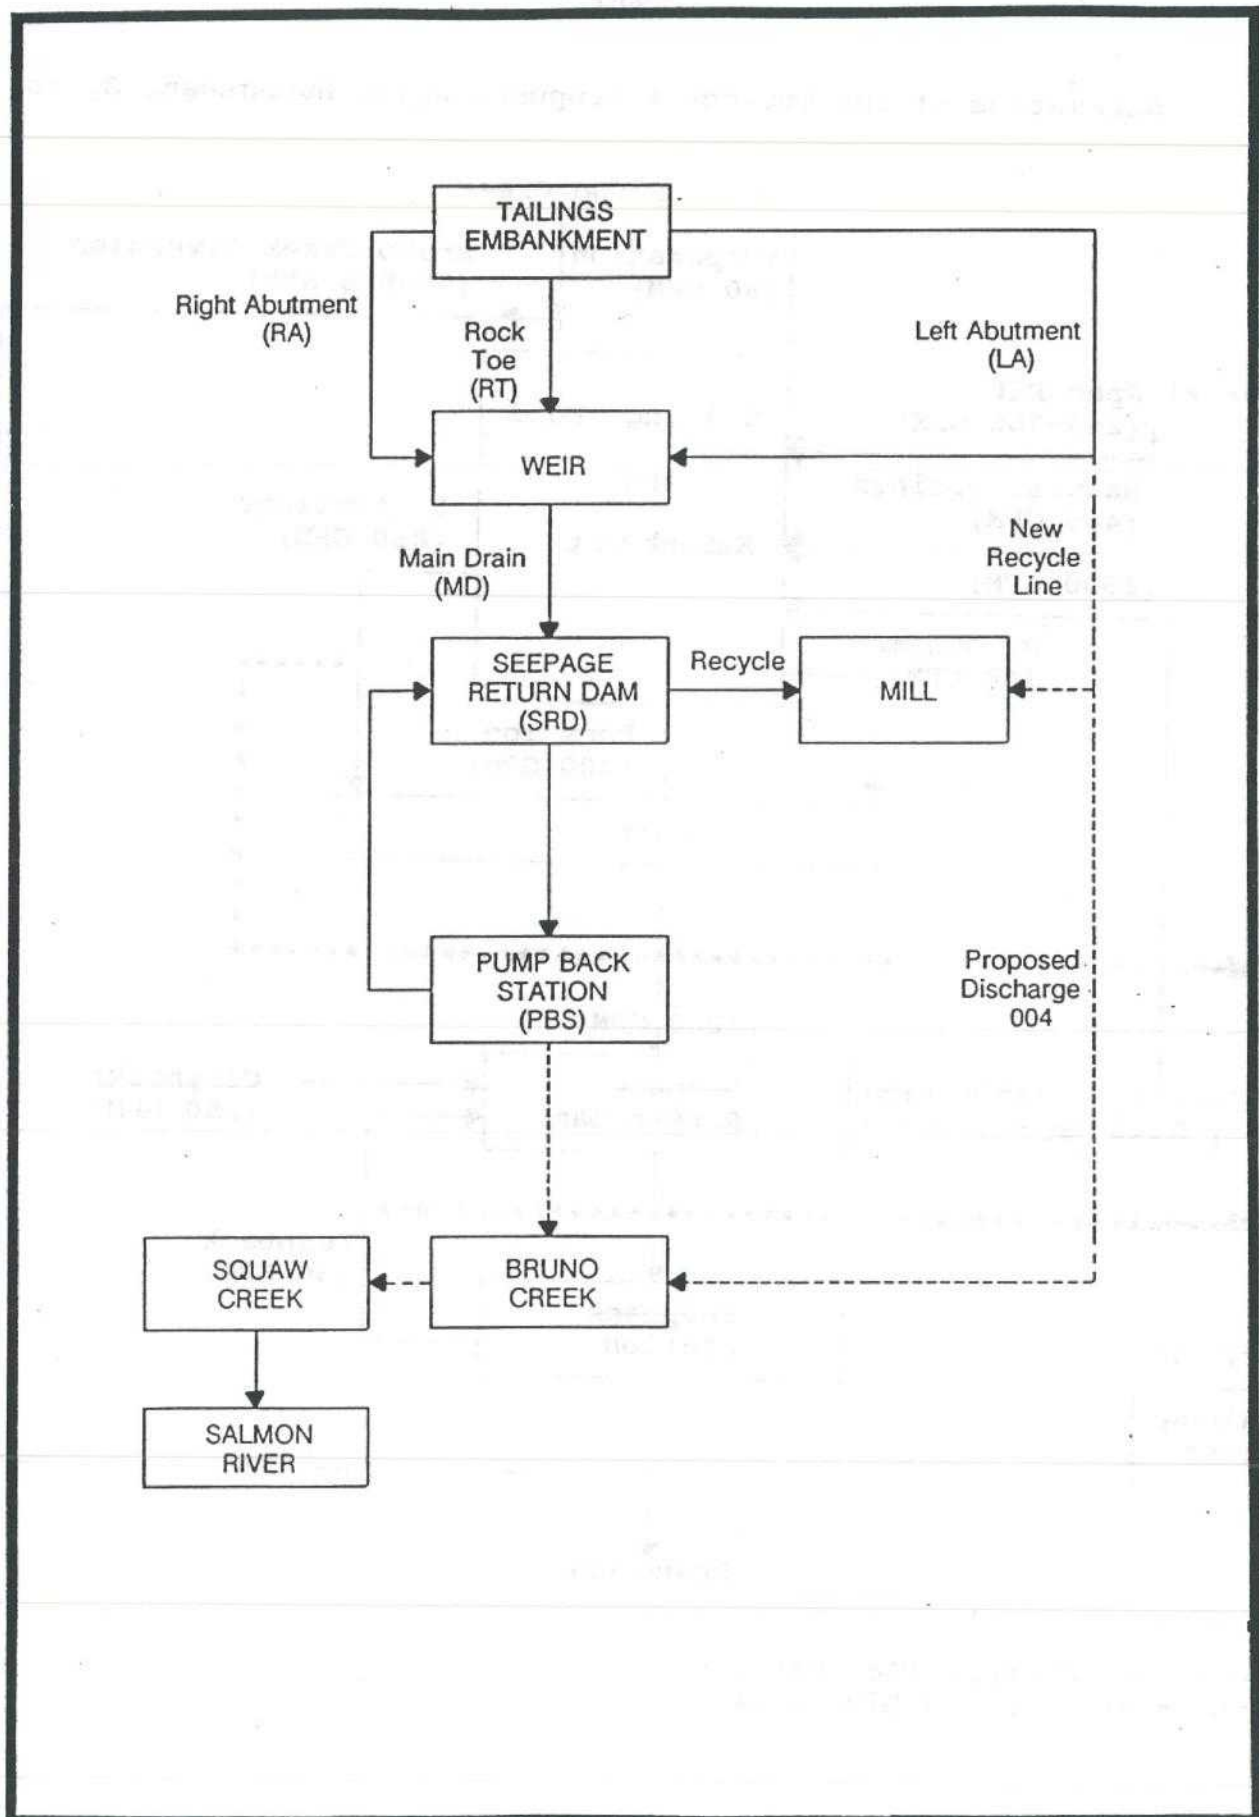 TAILINGS
EMBANKMENT
Right Abutment
(RA)
Rock
Toe
(RT)
Left Abutment
(LA)
WEIR
Main Drain
(MD)
New
Recycle
Line
SEEPAGE
RETURN DAM
(SRD)
Recycle
MILL
PUMP BACK
STATION
(PBS)
Proposed
Discharge
004
SQUAW
CREEK
BRUNO
CREEK
SALMON
RIVER